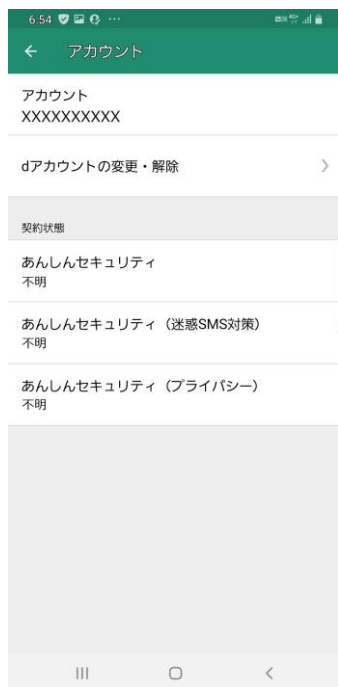 6:54
アカウント
アカウント
XXXXXXXXXX
dアカウントの変更・解除
契約状態
あんしんセキュリティ
不明
あんしんセキュリティ（迷惑SMS対策）
不明
あんしんセキュリティ（プライバシー）
不明